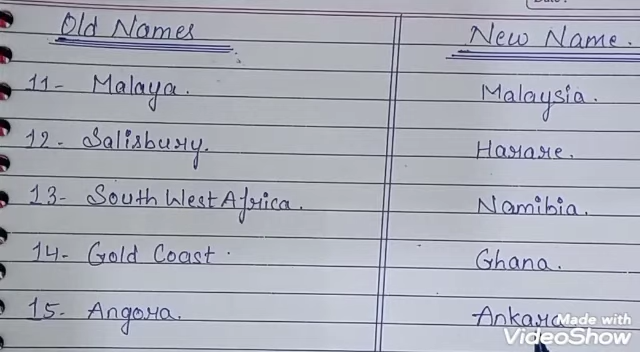 Old Names New Name.
11- Malaya. Malaysia.
12- Salisbury. Harare.
13- South West Africa. Namibia.
14- Gold Coast. Ghana.
15- Angora. Ankara
Made with
VideoShow